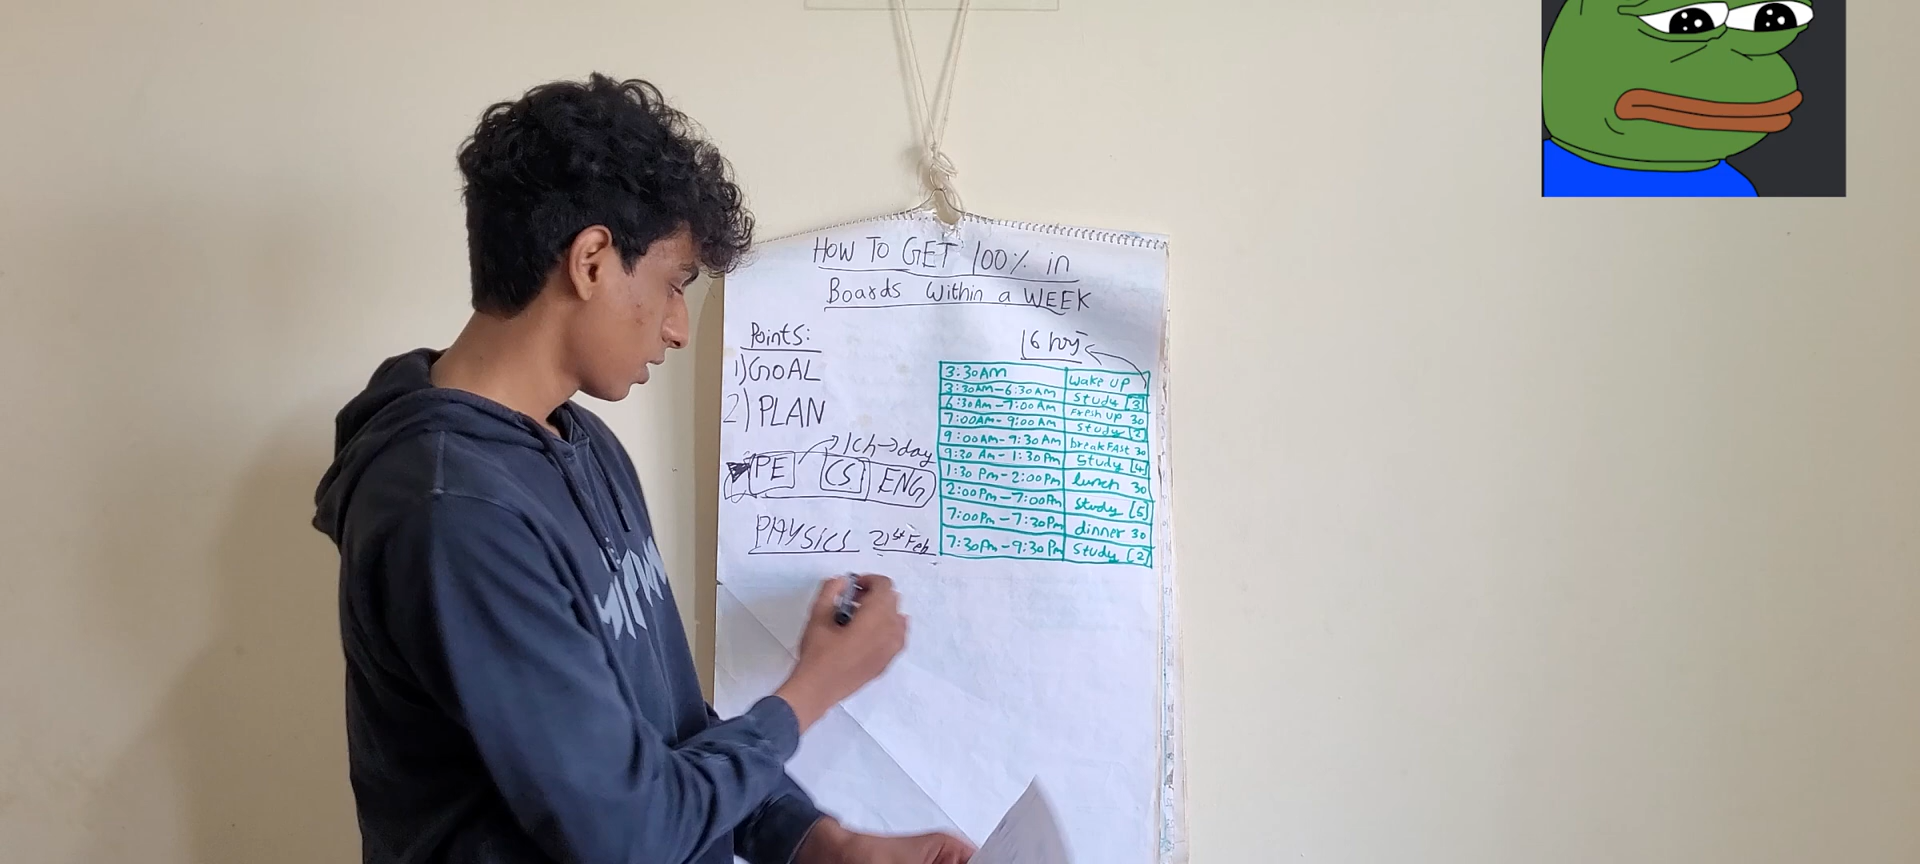 HOW TO GET 100% in
Boards Within a WEEK
Points:
1) GOAL
2) PLAN
1ch→day
PE CS ENG
PHYSICS 21st Feb
16 hrs
3:30AM Wake UP
3:30AM-6:30AM Study [3]
6:30AM-7:00AM FRESH UP 30
7:00AM-9:00AM Study [2]
9:00AM-9:30AM breakFASt 30
9:30 Am-1:30Pm Study [4]
1:30 Pm-2:00Pm lunch 30
2:00Pm-7:00Pm Study [5]
7:00Pm-7:30Pm dinner 30
7:30Pm-9:30Pm Study [2]